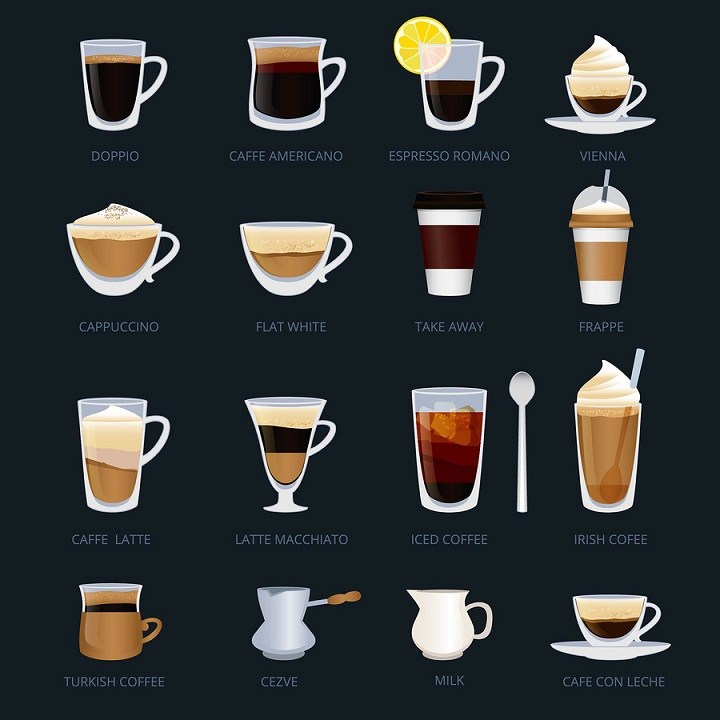 DOPPIO
CAFFE AMERICANO
ESPRESSO ROMANO
VIENNA
CAPPUCCINO
FLAT WHITE
TAKE AWAY
FRAPPE
CAFFE LATTE
LATTE MACCHIATO
ICED COFFEE
IRISH COFEE
TURKISH COFFEE
CEZVE
MILK
CAFE CON LECHE